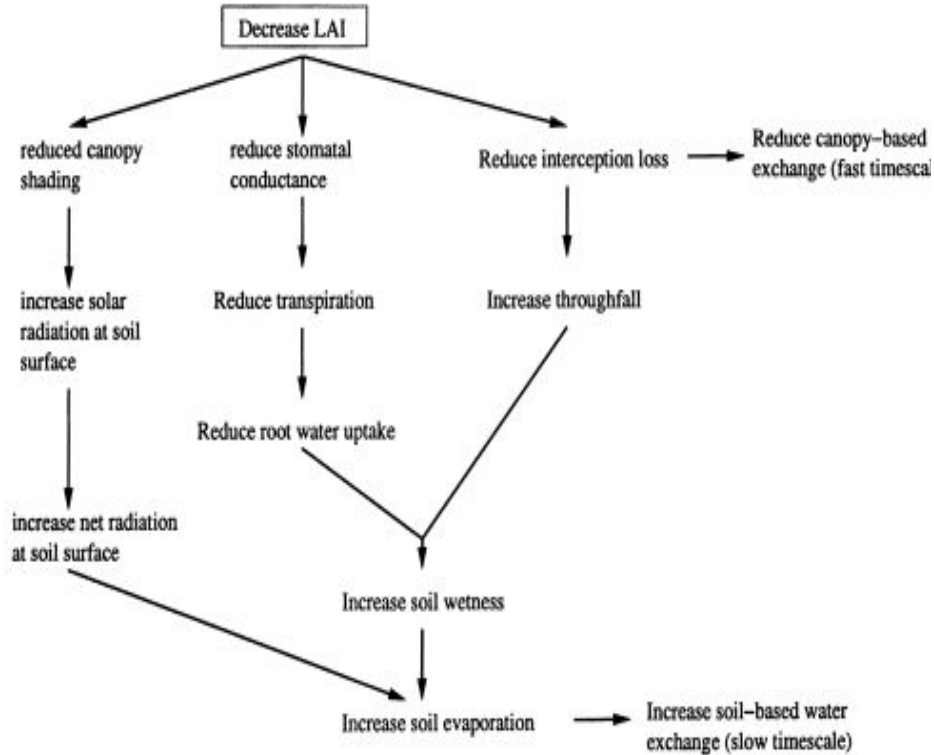 Decrease LAI
reduced canopy
shading
reduce stomatal
conductance
Reduce interception loss
Reduce canopy–based
exchange (fast timescal
increase solar
radiation at soil
surface
Reduce transpiration
Increase throughfall
Reduce root water uptake
increase net radiation
at soil surface
Increase soil wetness
Increase soil evaporation
Increase soil–based water
exchange (slow timescale)